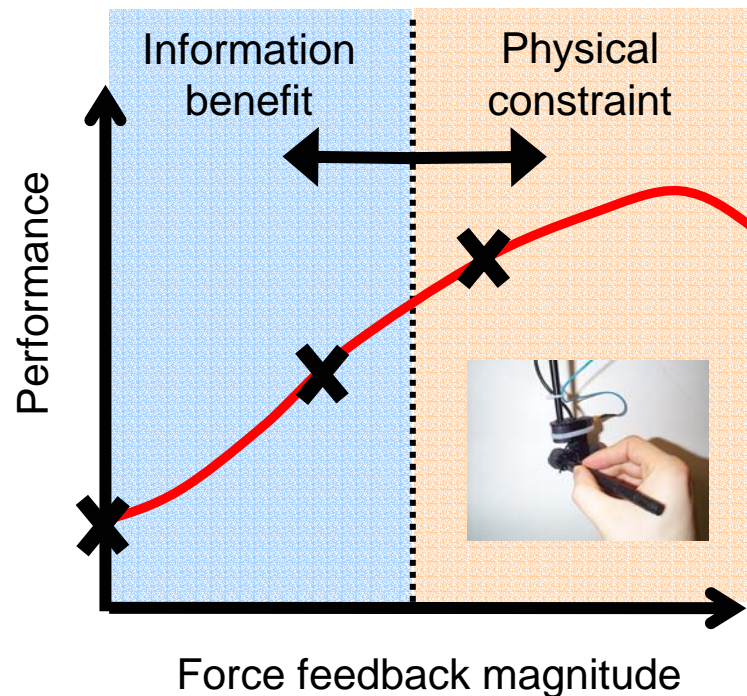 Information
benefit
Physical
constraint
Performance
Force feedback magnitude